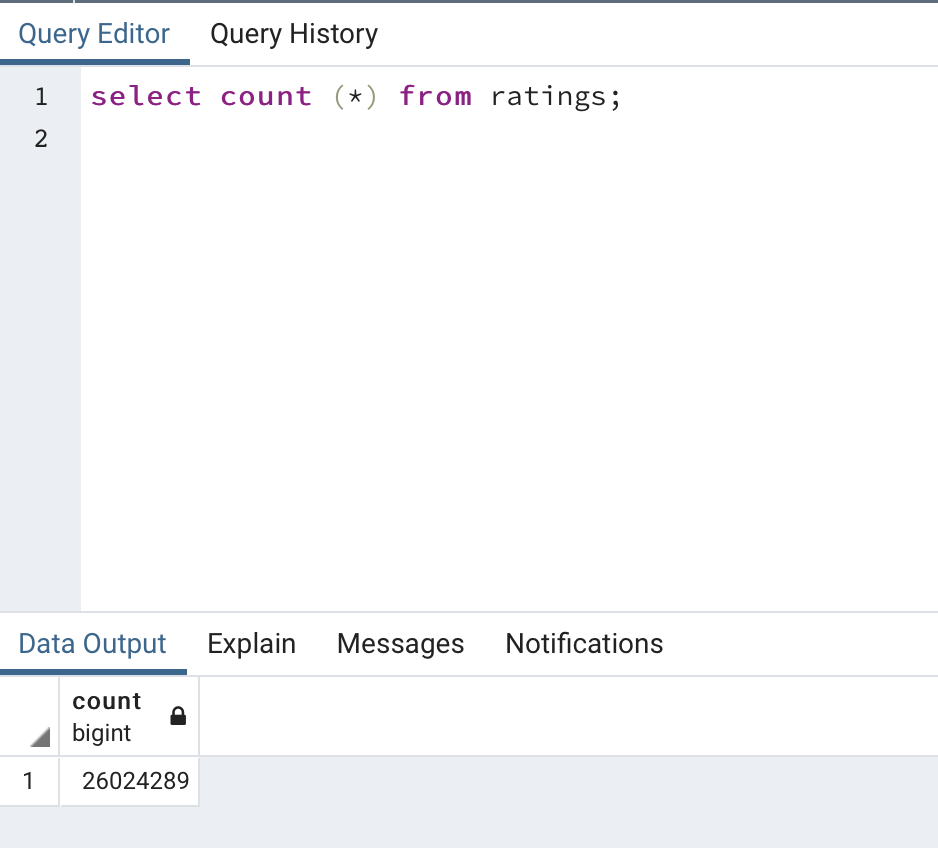 Query Editor Query History
1 select count (*) from ratings;
2
Data Output Explain Messages Notifications
count
bigint
1 26024289